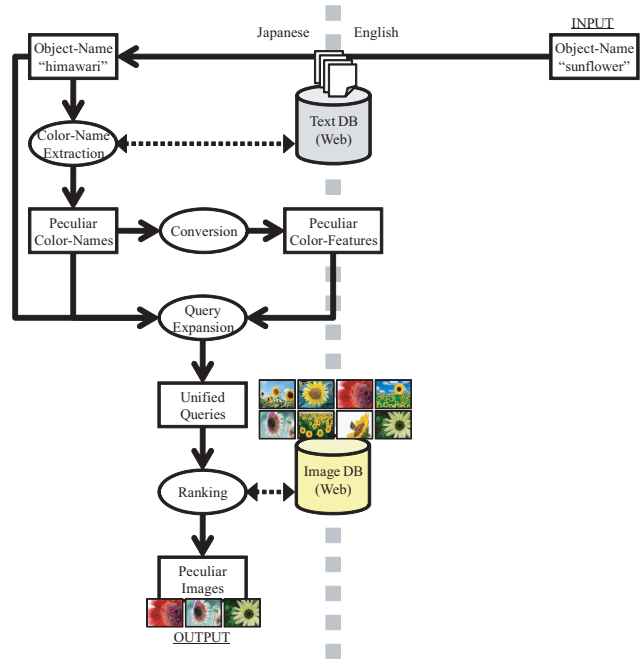 INPUT
Japanese
English
Object-Name
“himawari”
Object-Name
“sunflower”
Text DB
(Web)
Color-Name
Extraction
Peculiar
Color-Names
Conversion
Peculiar
Color-Features
Query
Expansion
Unified
Queries
Image DB
(Web)
Ranking
Peculiar
Images
OUTPUT